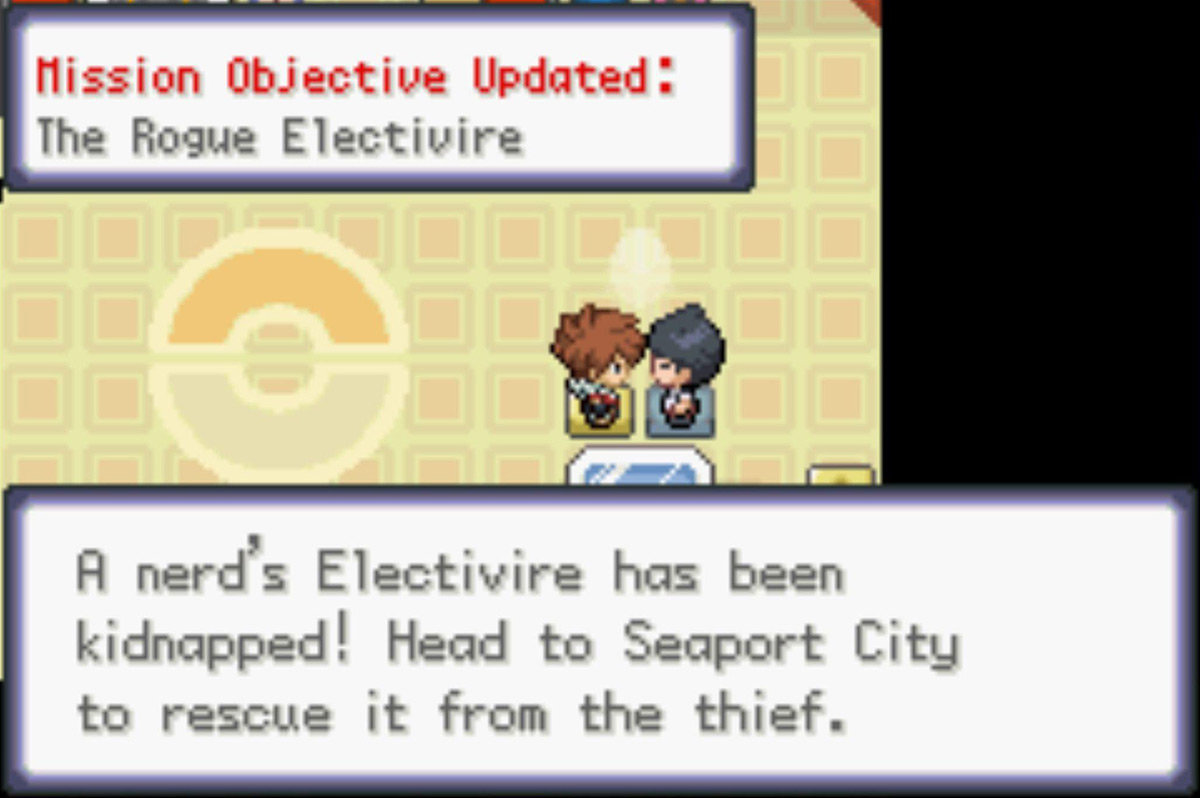 Mission Objective Updated:
The Rogue Electivire
A nerd's Electivire has been
kidnapped! Head to Seaport City
to rescue it from the thief.